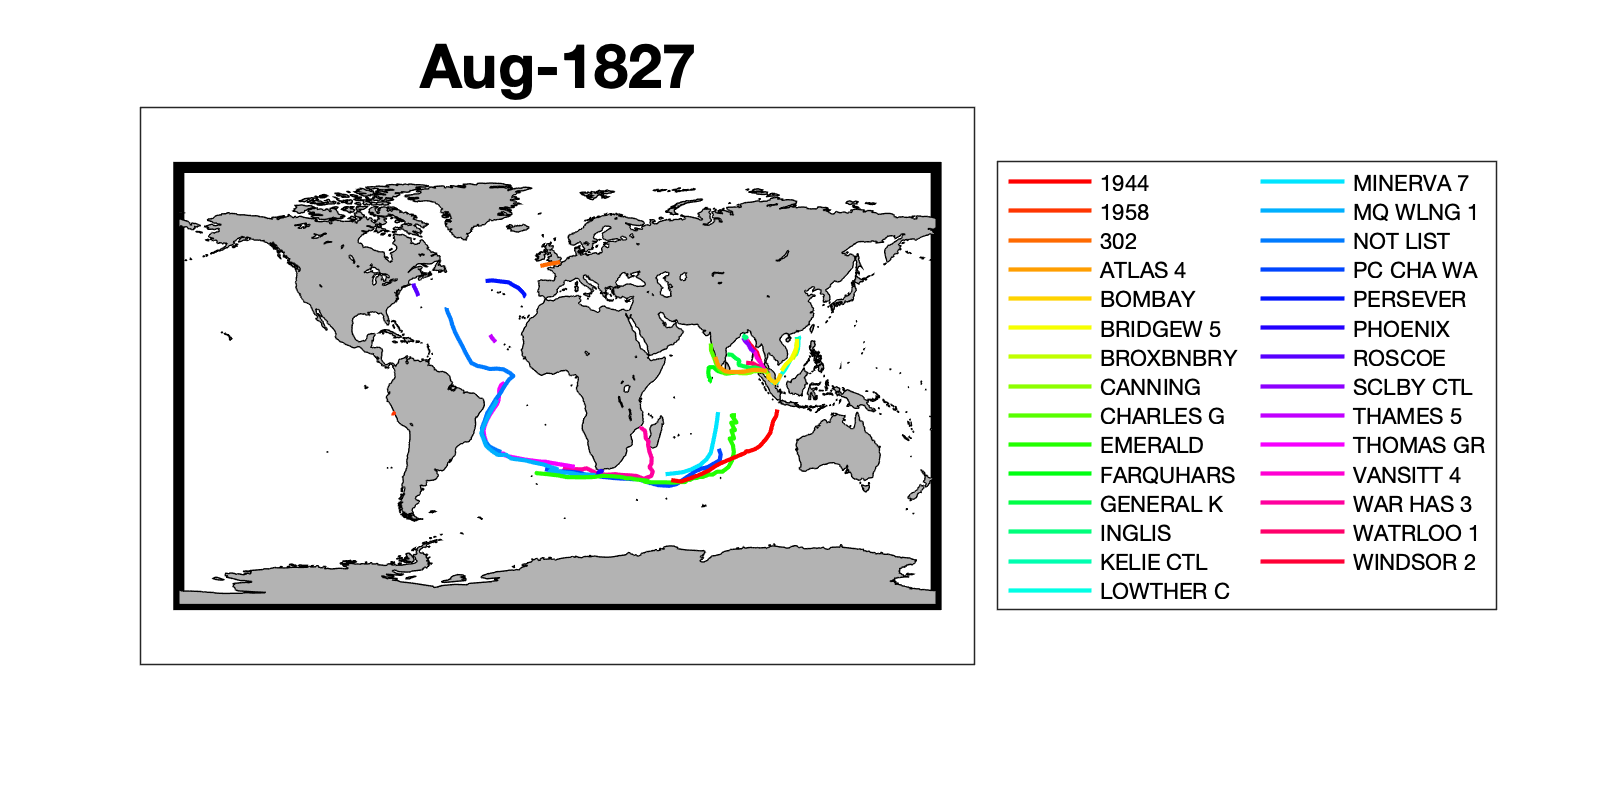 Aug-1827
1944
1958
302
ATLAS 4
BOMBAY
BRIDGEW 5
BROXBNBRY
CANNING
CHARLES G
EMERALD
FARQUHARS
GENERAL K
INGLIS
KELIE CTL
LOWTHER C
MINERVA 7
MQ WLNG 1
NOT LIST
PC CHA WA
PERSEVER
PHOENIX
ROSCOE
SCLBY CTL
THAMES 5
THOMAS GR
VANSITT 4
WAR HAS 3
WATRLOO 1
WINDSOR 2